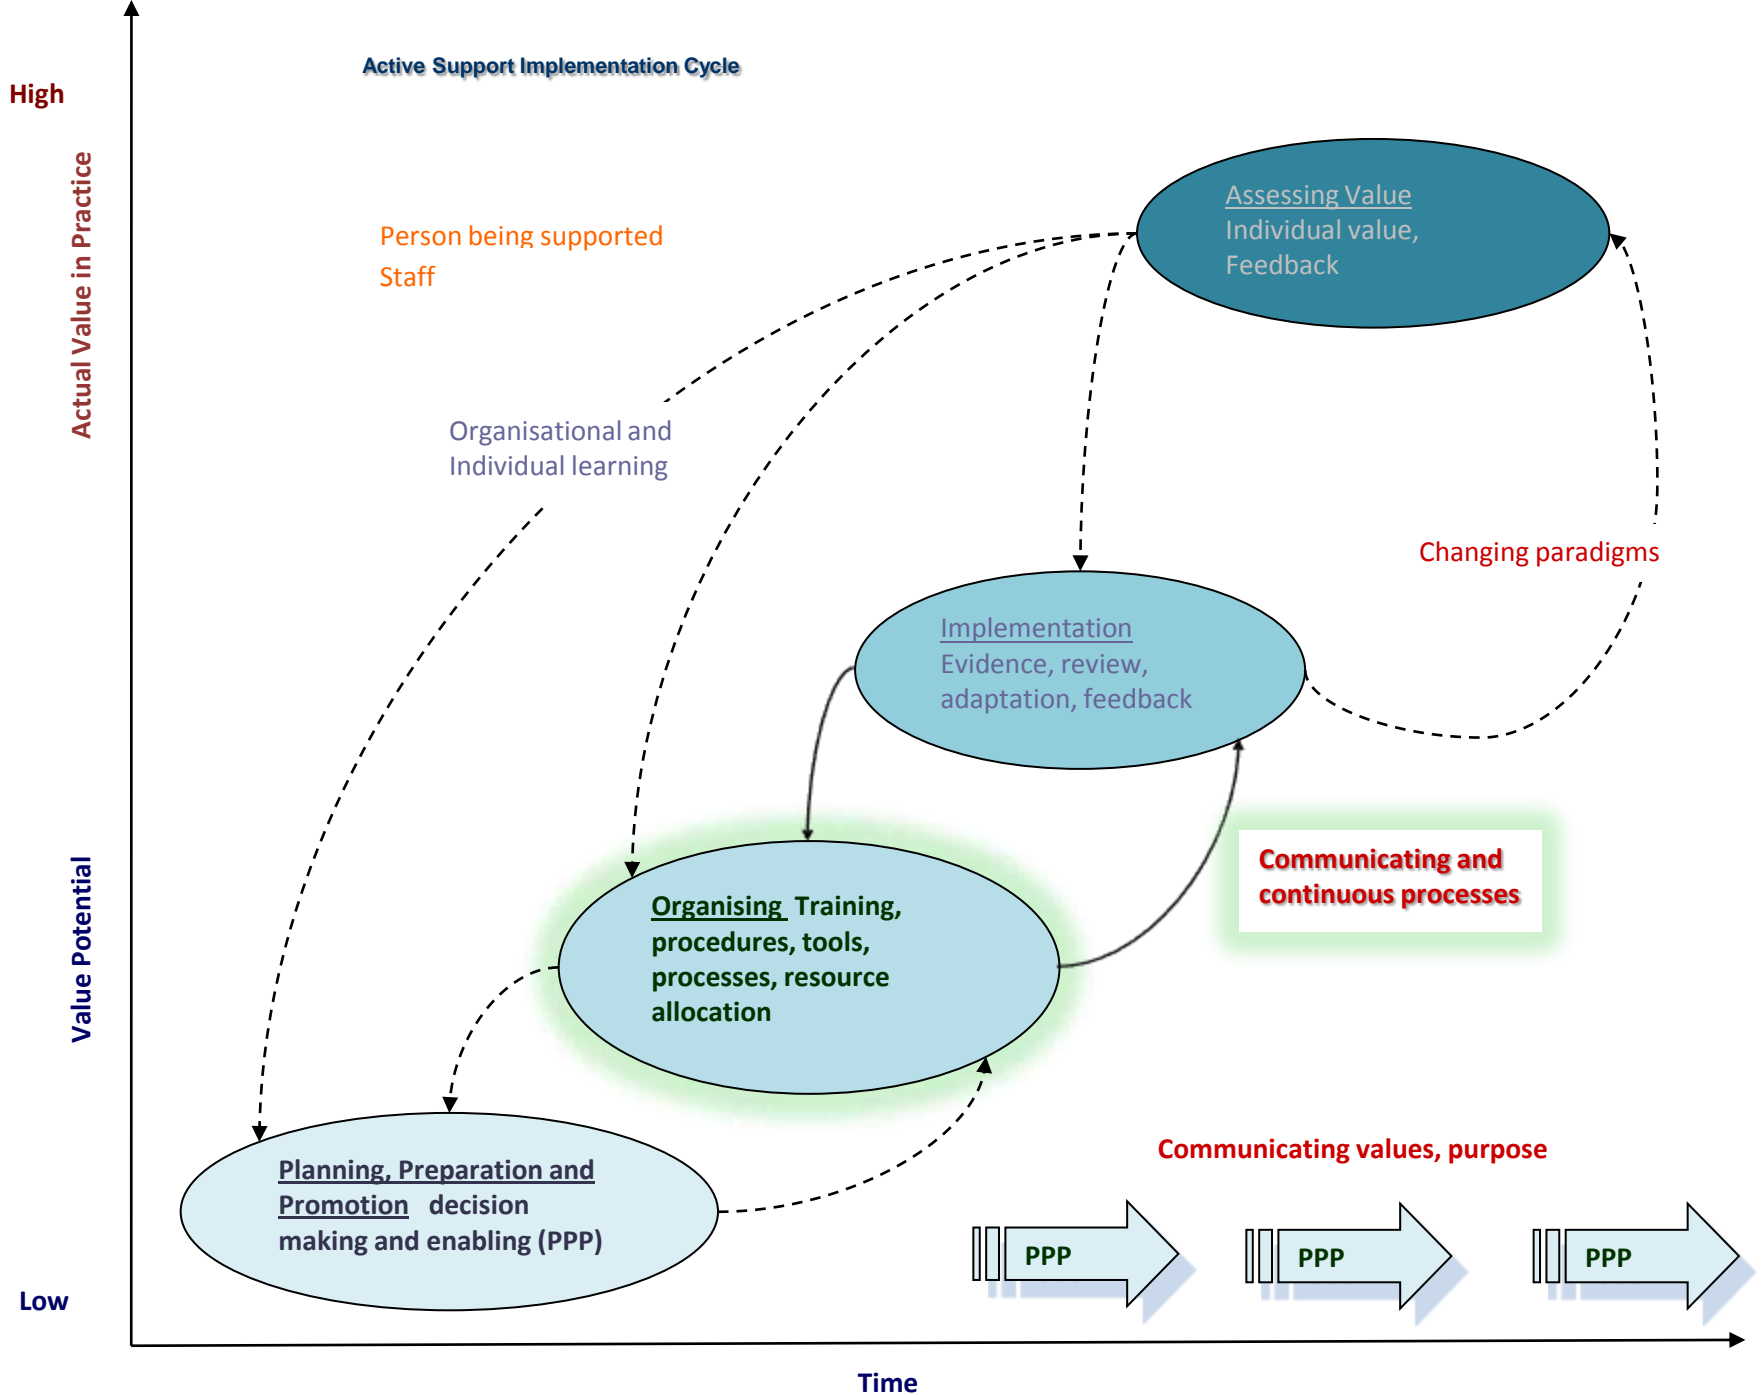 Active Support Implementation Cycle
High
Actual Value in Practice
Assessing Value
Individual value,
Feedback
Person being supported
Staff
Organisational and
Individual learning
Changing paradigms
Implementation
Evidence, review,
adaptation, feedback
Value Potential
Communicating and
continuous processes
Organising Training,
procedures, tools,
processes, resource
allocation
Communicating values, purpose
Planning, Preparation and
Promotion decision
making and enabling (PPP)
PPP
PPP
PPP
Low
Time